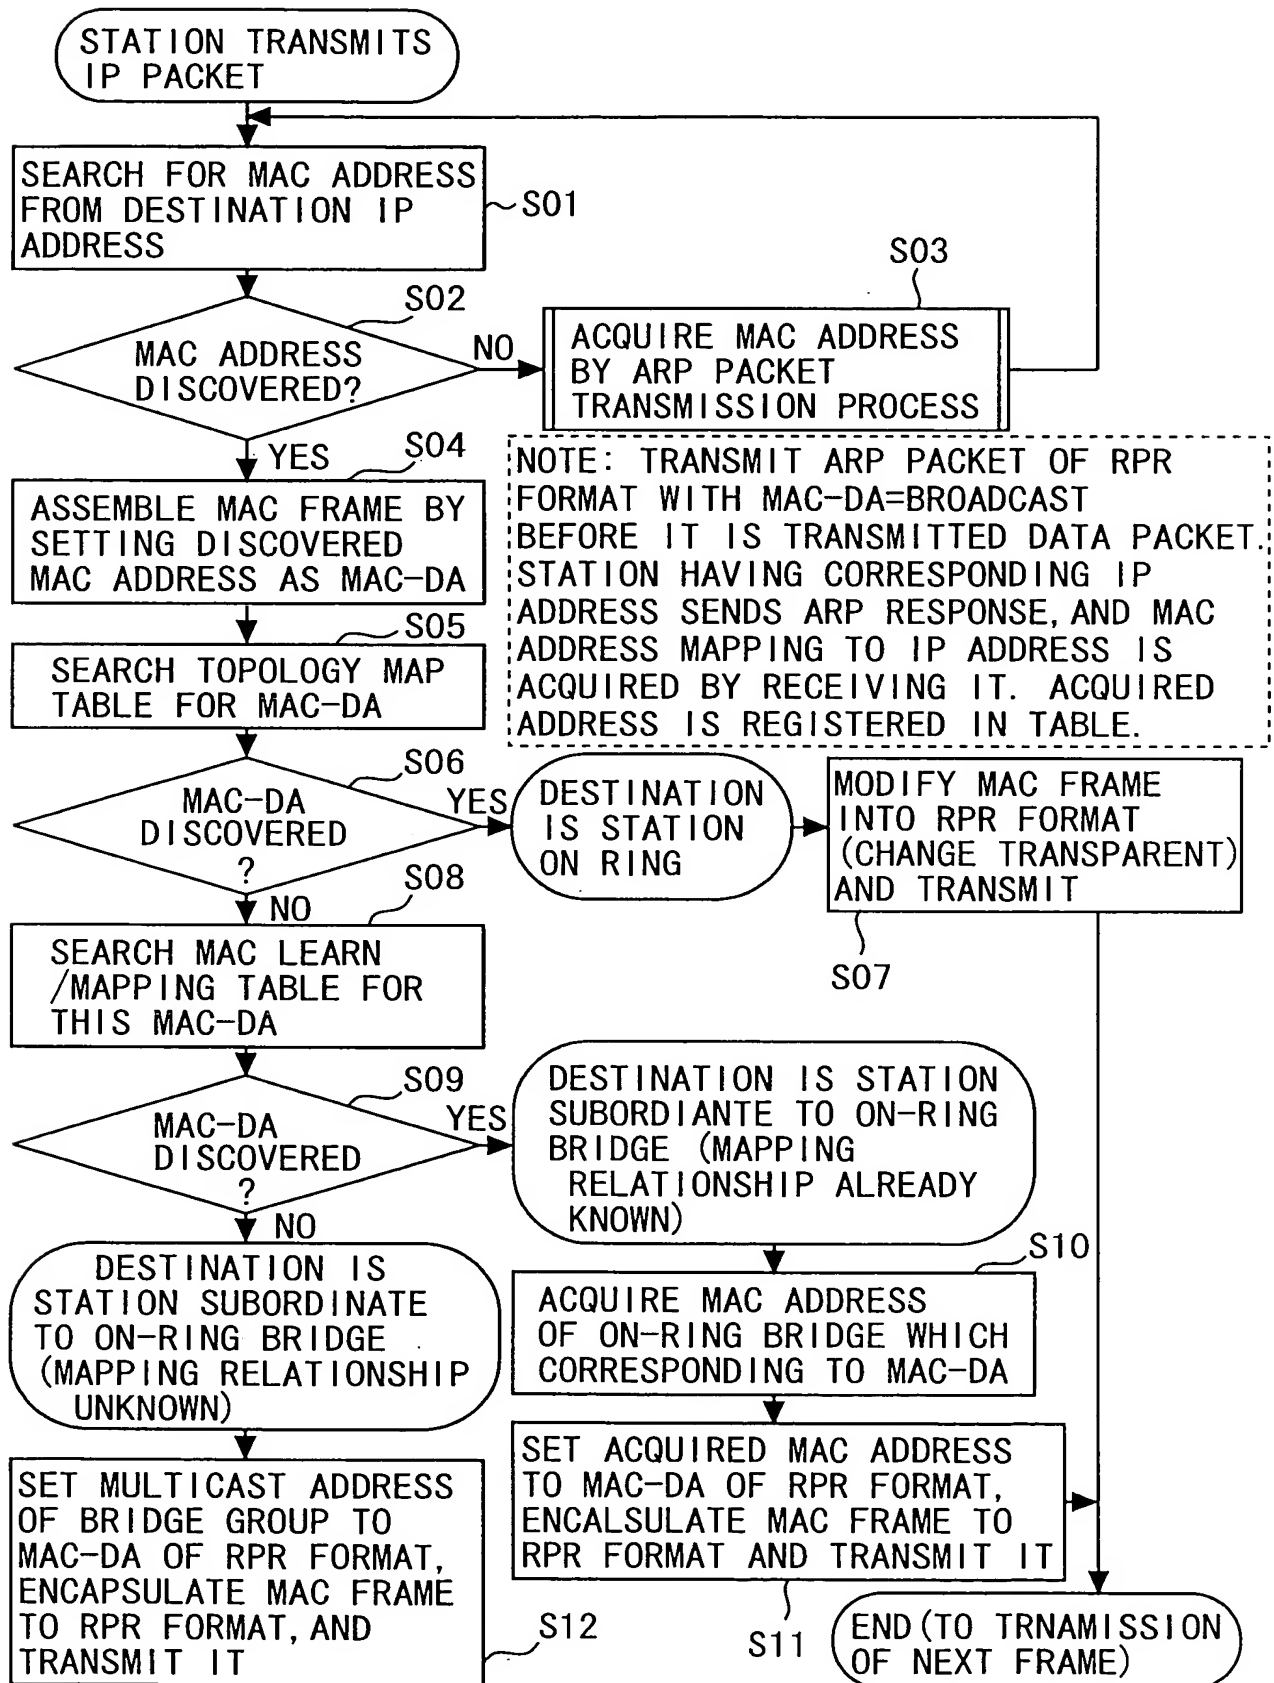 STATION TRANSMITS
IP PACKET
SEARCH FOR MAC ADDRESS
FROM DESTINATION IP
ADDRESS
S01
S02
MAC ADDRESS
DISCOVERED?
NO
S03
ACQUIRE MAC ADDRESS
BY ARP PACKET
TRANSMISSION PROCESS
YES
S04
ASSEMBLE MAC FRAME BY
SETTING DISCOVERED
MAC ADDRESS AS MAC-DA
NOTE: TRANSMIT ARP PACKET OF RPR
FORMAT WITH MAC-DA=BROADCAST
BEFORE IT IS TRANSMITTED DATA PACKET.
STATION HAVING CORRESPONDING IP
ADDRESS SENDS ARP RESPONSE, AND MAC
ADDRESS MAPPING TO IP ADDRESS IS
ACQUIRED BY RECEIVING IT. ACQUIRED
ADDRESS IS REGISTERED IN TABLE.
S05
SEARCH TOPOLOGY MAP
TABLE FOR MAC-DA
S06
MAC-DA
DISCOVERED
?
YES
DESTINATION
IS STATION
ON RING
MODIFY MAC FRAME
INTO RPR FORMAT
(CHANGE TRANSPARENT)
AND TRANSMIT
S07
NO
S08
SEARCH MAC LEARN
/MAPPING TABLE FOR
THIS MAC-DA
S09
MAC-DA
DISCOVERED
?
YES
DESTINATION IS STATION
SUBORDIANTE TO ON-RING
BRIDGE (MAPPING
RELATIONSHIP ALREADY
KNOWN)
NO
DESTINATION IS
STATION SUBORDINATE
TO ON-RING BRIDGE
(MAPPING RELATIONSHIP
UNKNOWN)
S10
ACQUIRE MAC ADDRESS
OF ON-RING BRIDGE WHICH
CORRESPONDING TO MAC-DA
SET ACQUIRED MAC ADDRESS
TO MAC-DA OF RPR FORMAT,
ENCALSULATE MAC FRAME TO
RPR FORMAT AND TRANSMIT IT
S11
SET MULTICAST ADDRESS
OF BRIDGE GROUP TO
MAC-DA OF RPR FORMAT,
ENCAPSULATE MAC FRAME
TO RPR FORMAT, AND
TRANSMIT IT
S12
END (TO TRNAMISSION
OF NEXT FRAME)